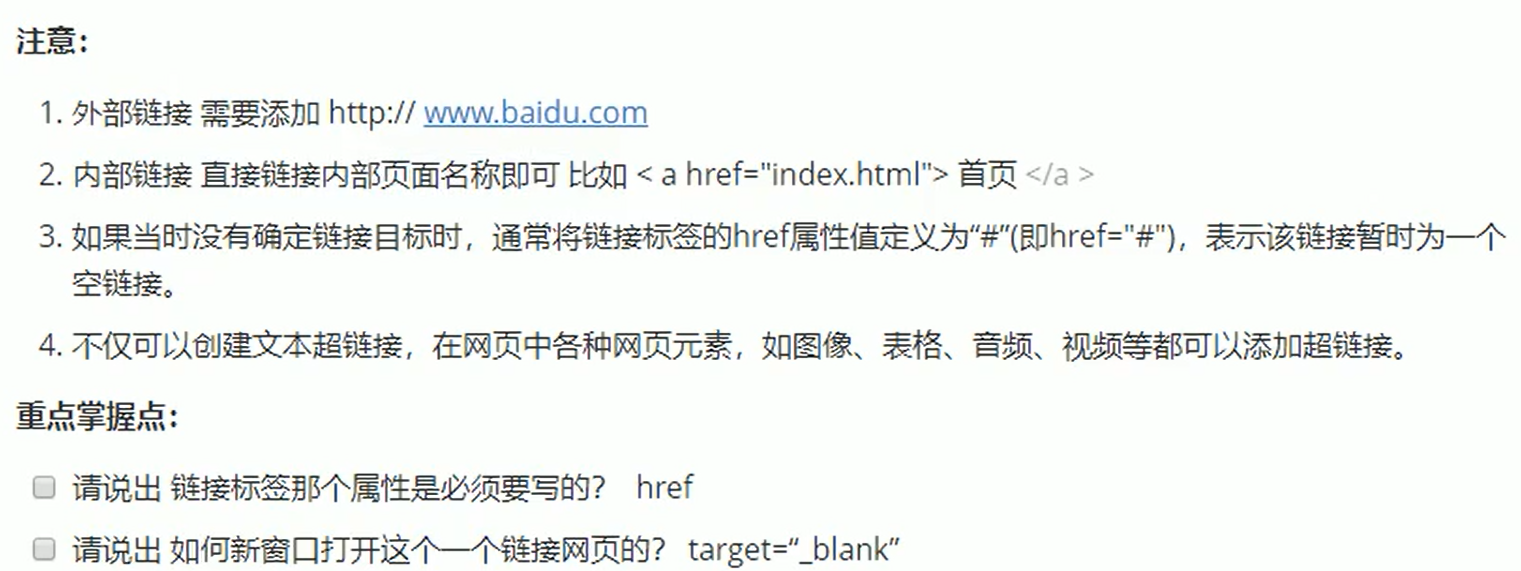 注意：
1. 外部链接 需要添加 http:// www.baidu.com
2. 内部链接 直接链接内部页面名称即可 比如 < a href="index.html"> 首页 </a >
3. 如果当时没有确定链接目标时，通常将链接标签的href属性值定义为“#”(即href="#")，表示该链接暂时为一个
空链接。
4. 不仅可以创建文本超链接，在网页中各种网页元素，如图像、表格、音频、视频等都可以添加超链接。
重点掌握点：
请说出 链接标签那个属性是必须要写的？ href
请说出 如何新窗口打开这个一个链接网页的？ target=“_blank”